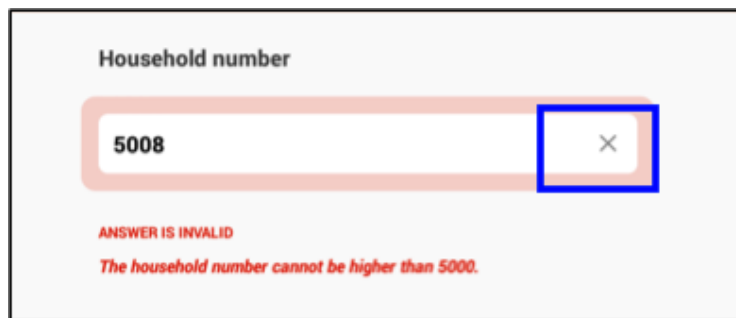 Household number
5008
ANSWER IS INVALID
The household number cannot be higher than 5000.